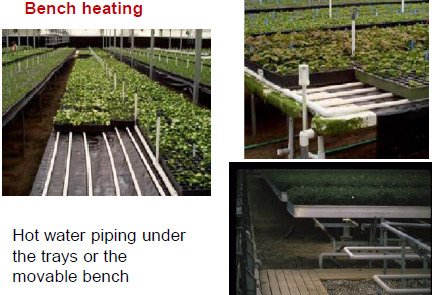 Bench heating
Hot water piping under
the trays or the
movable bench